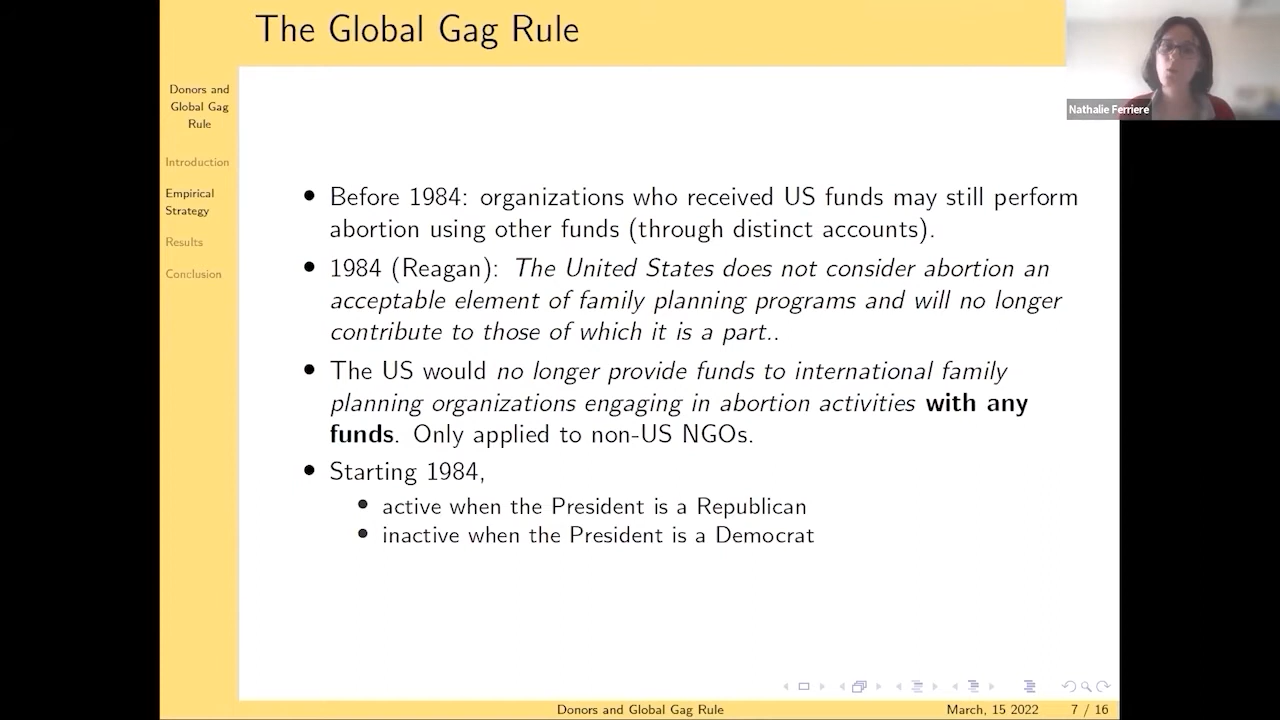 The Global Gag Rule
Nathalie Ferriere
Donors and
Global Gag
Rule
Introduction
Empirical
Strategy
Results
Conclusion
• Before 1984: organizations who received US funds may still perform
abortion using other funds (through distinct accounts).
• 1984 (Reagan): The United States does not consider abortion an
acceptable element of family planning programs and will no longer
contribute to those of which it is a part..
• The US would no longer provide funds to international family
planning organizations engaging in abortion activities with any
funds. Only applied to non-US NGOs.
• Starting 1984,
• active when the President is a Republican
• inactive when the President is a Democrat
Donors and Global Gag Rule
March, 15 2022
7 / 16